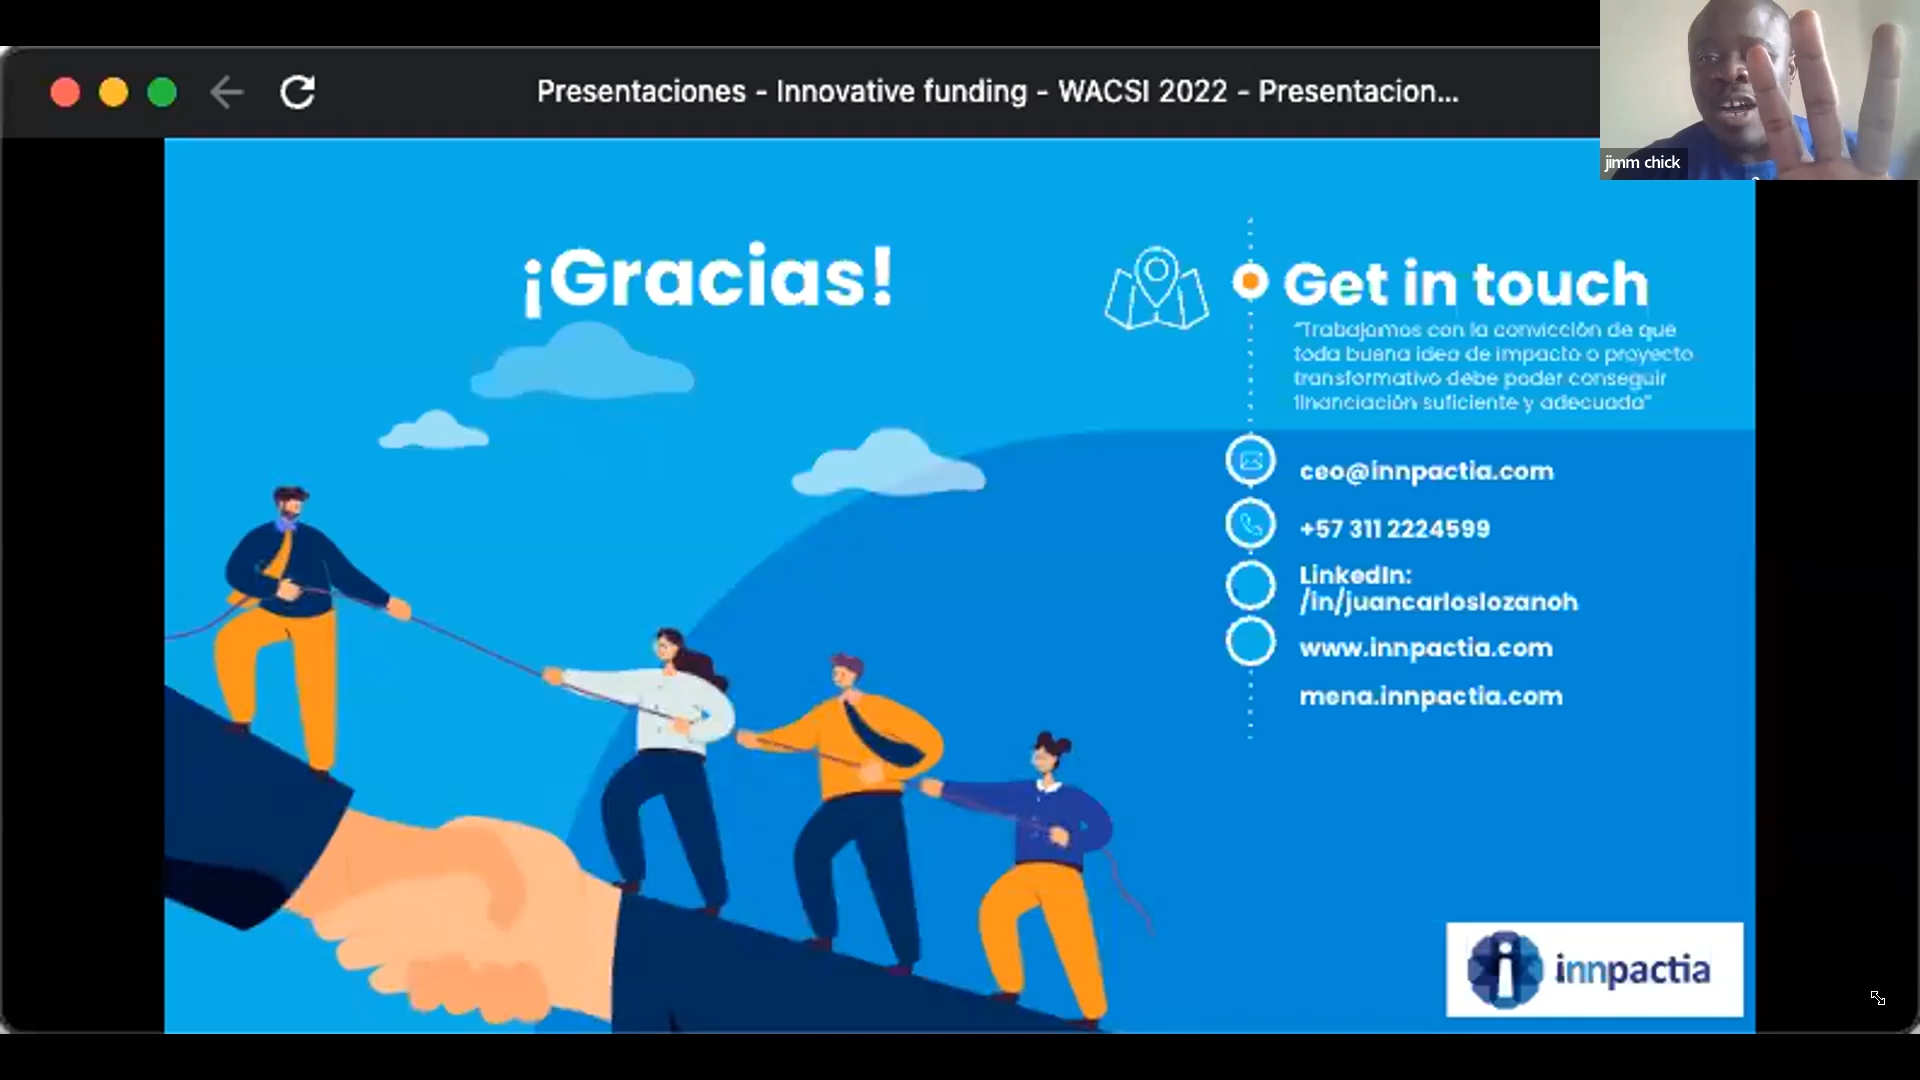 Presentaciones - Innovative funding - WACSI 2022 - Presentacion...
jimm chick
¡Gracias!
Get in touch
"Trabajamos con la convicción de que
toda buena idea de impacto o proyecto
transformativo debe poder conseguir
financiación suficiente y adecuada"
ceo@innpactia.com
+57 311 2224599
LinkedIn:
/in/juancarloslozanoh
www.innpactia.com
mena.innpactia.com
innpactia